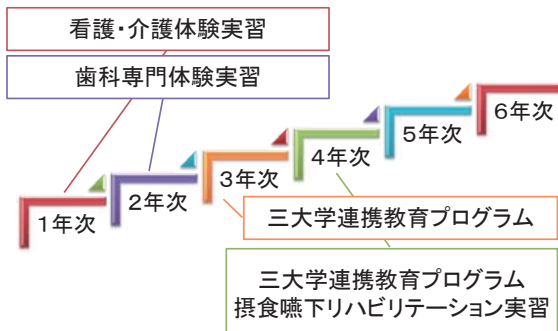 看護・介護体験実習
歯科専門体験実習
1年次
2年次
3年次
4年次
5年次
6年次
三大学連携教育プログラム
三大学連携教育プログラム
摂食嚥下リハビリテーション実習